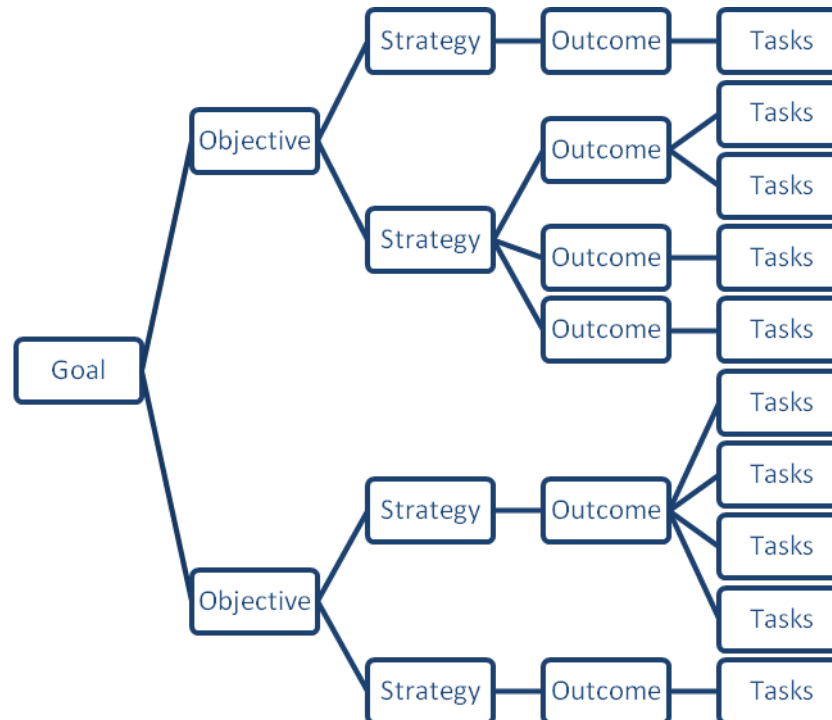 Strategy Outcome Tasks
Tasks
Objective
Outcome
Tasks
Strategy
Outcome Tasks
Outcome Tasks
Goal
Tasks
Tasks
Strategy Outcome
Tasks
Objective
Tasks
Strategy Outcome Tasks